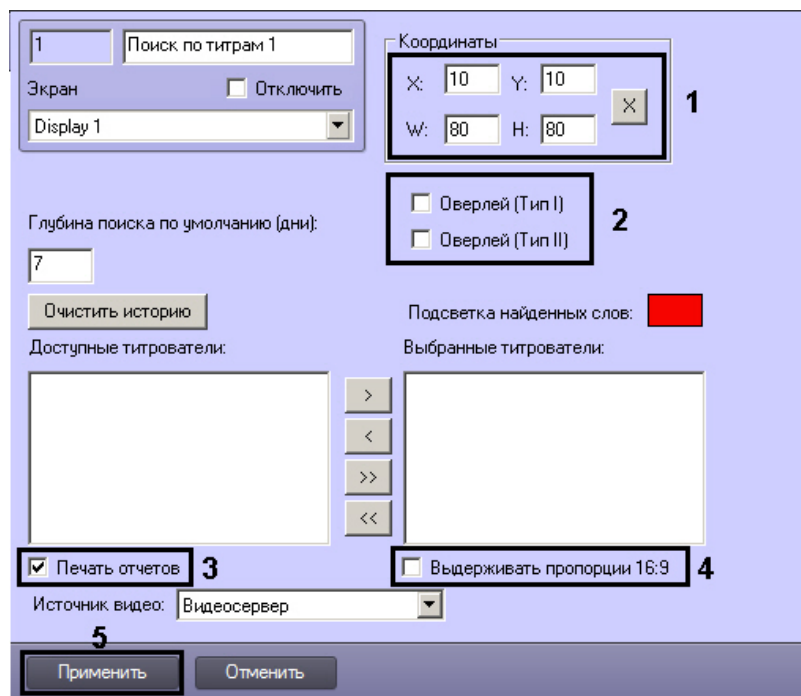 1
Поиск по титрам 1
Экран
Отключить
Display 1
Координаты
X: 10 Y: 10
X
W: 80 H: 80
1
Оверлей (Тип I)
Оверлей (Тип II)
2
Глубина поиска по умолчанию (дни):
7
Очистить историю
Подсветка найденных слов:
Доступные титрователи:
Выбранные титрователи:
>
<
>>
<<
Печать отчетов 3
Выдерживать пропорции 16:9 4
Источник видео: Видеосервер
5
Применить
Отменить